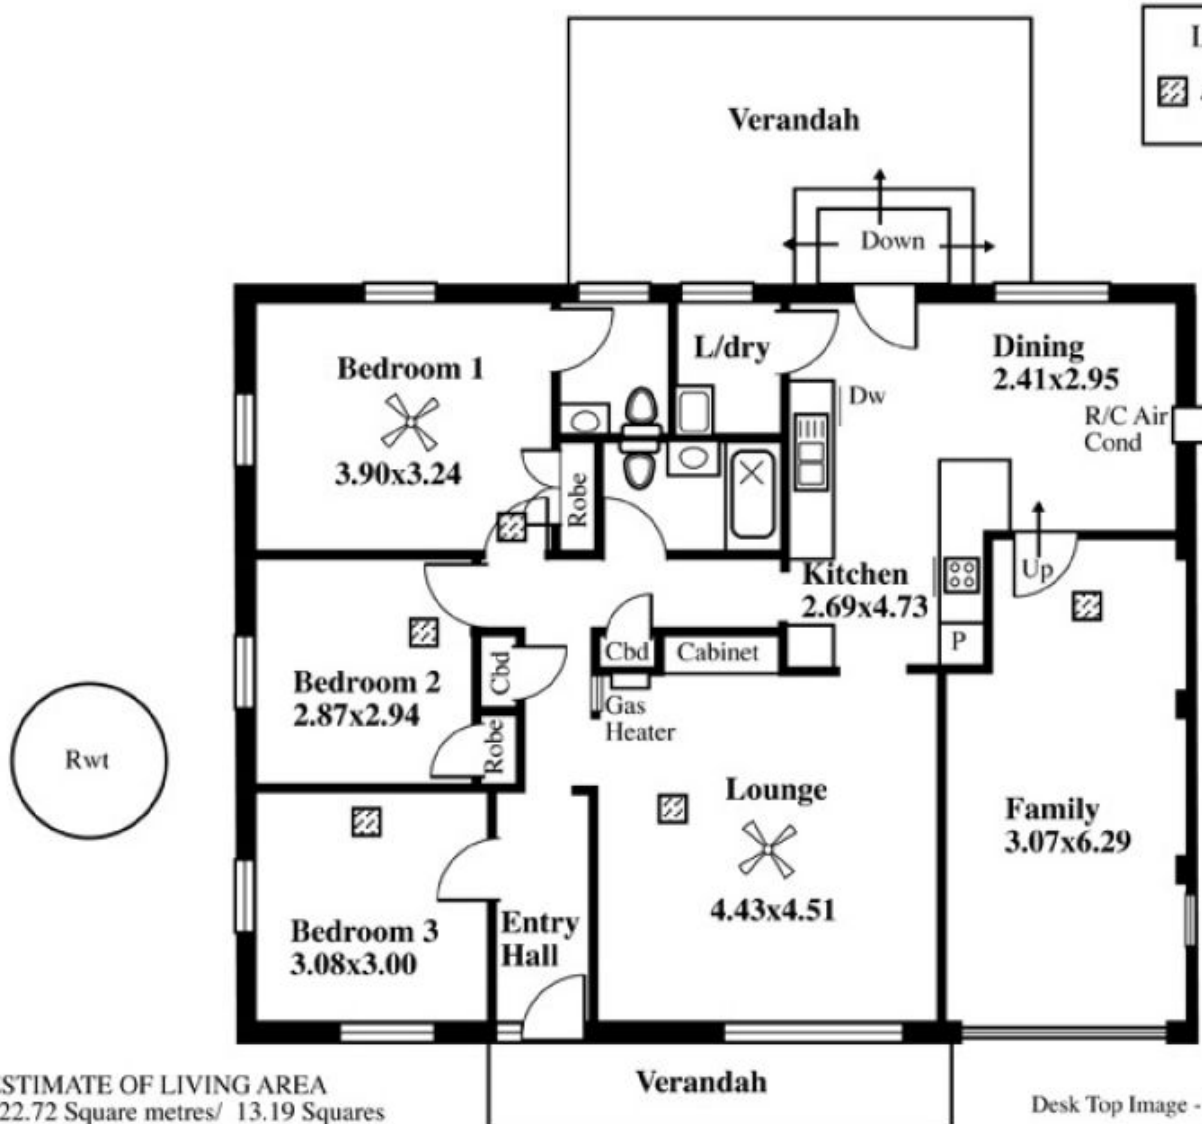 Verandah
Down
Bedroom 1
3.90x3.24
L/dry
Dining
2.41x2.95
Dw
R/C Air
Cond
Robe
Kitchen
2.69x4.73
Up
P
Bedroom 2
2.87x2.94
Cbd
Robe
Cbd
Cabinet
Gas
Heater
Rwt
Lounge
4.43x4.51
Family
3.07x6.29
Bedroom 3
3.08x3.00
Entry
Hall
Verandah
STIMATE OF LIVING AREA
22.72 Square metres/ 13.19 Squares
Desk Top Image -